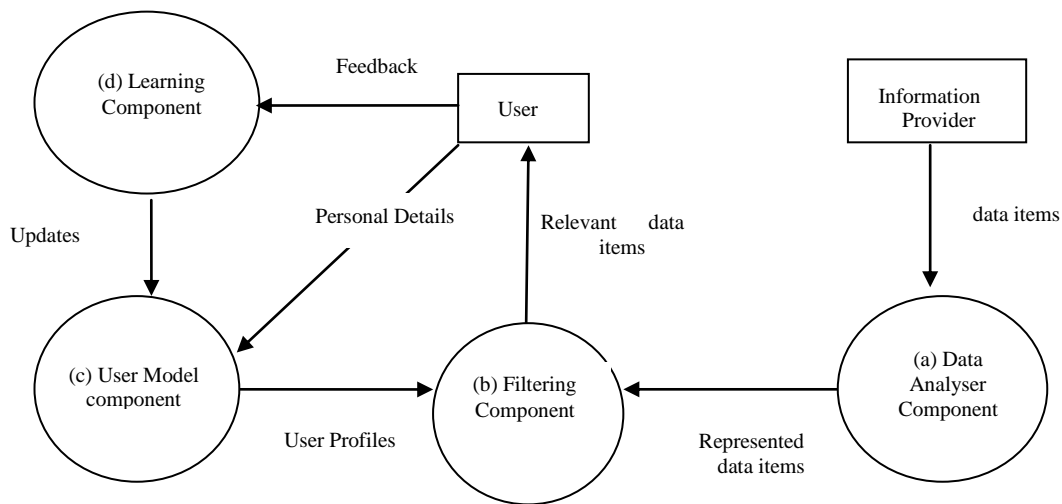 (d) Learning
Component
Feedback
User
Information
Provider
Updates
Personal Details
Relevant data
items
data items
(c) User Model
component
User Profiles
(b) Filtering
Component
Represented
data items
(a) Data
Analyser
Component